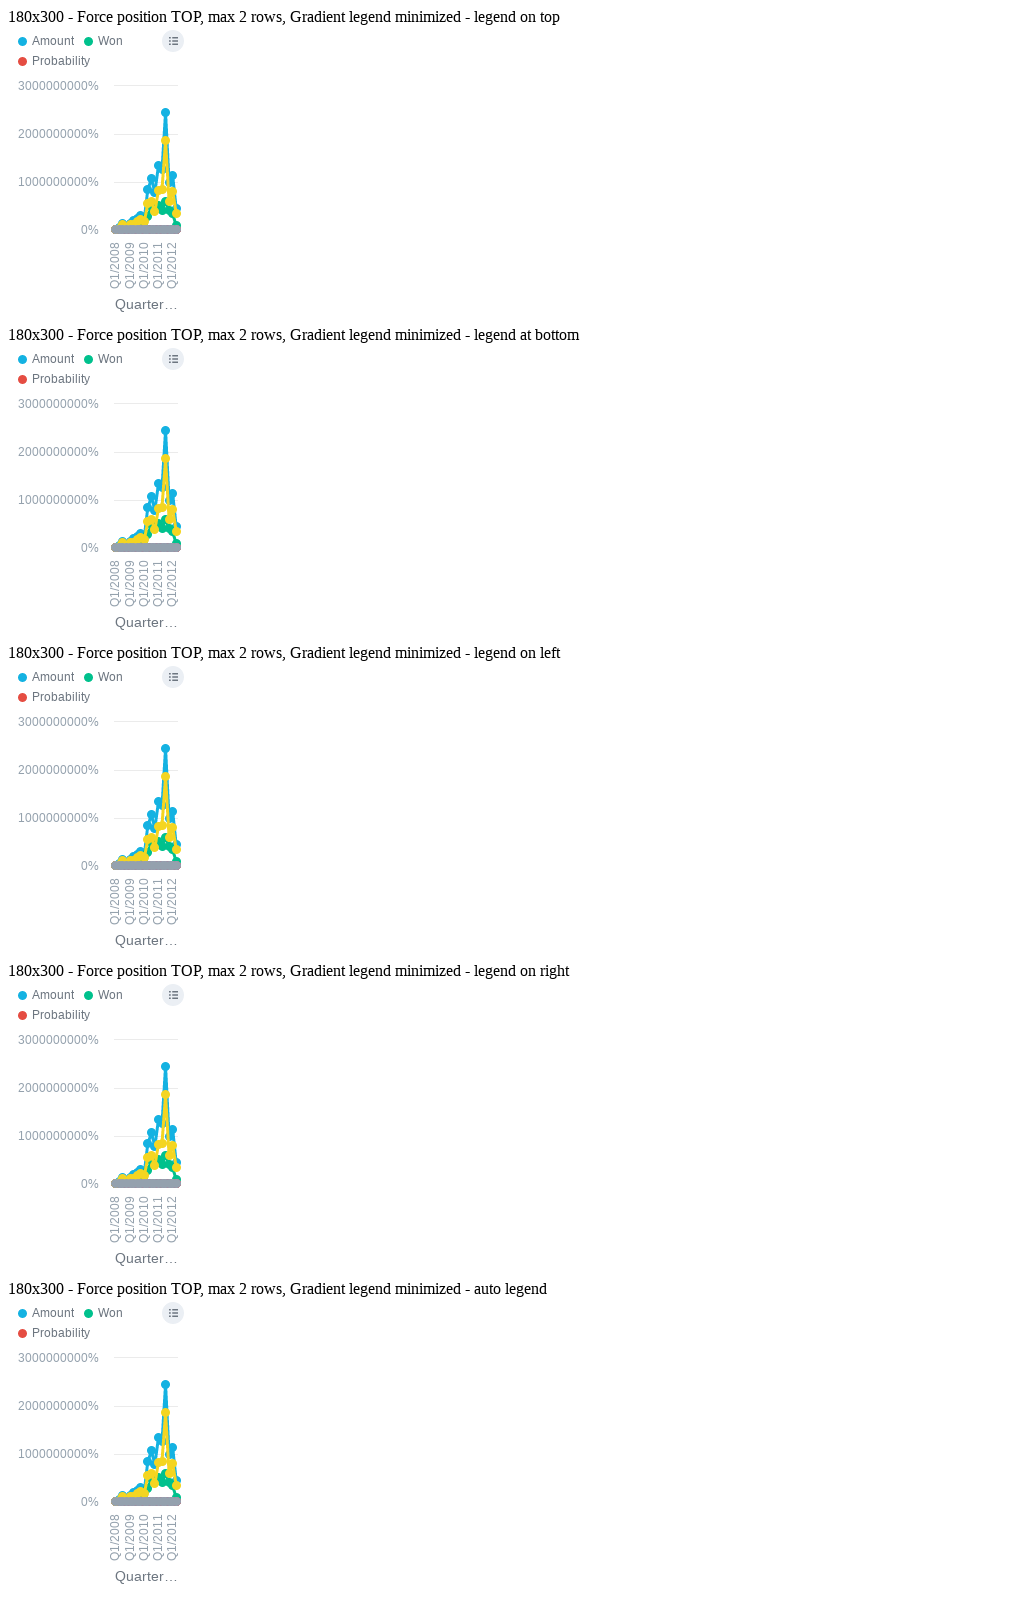 180x300 - Force position TOP, max 2 rows, Gradient legend minimized - legend on top
Amount Won
Probability
3000000000%
2000000000%
1000000000%
0%
Q1/2008 Q1/2009 Q1/2010 Q1/2011 Q1/2012
Quarter…
180x300 - Force position TOP, max 2 rows, Gradient legend minimized - legend at bottom
Amount Won
Probability
3000000000%
2000000000%
1000000000%
0%
Q1/2008 Q1/2009 Q1/2010 Q1/2011 Q1/2012
Quarter…
180x300 - Force position TOP, max 2 rows, Gradient legend minimized - legend on left
Amount Won
Probability
3000000000%
2000000000%
1000000000%
0%
Q1/2008 Q1/2009 Q1/2010 Q1/2011 Q1/2012
Quarter…
180x300 - Force position TOP, max 2 rows, Gradient legend minimized - legend on right
Amount Won
Probability
3000000000%
2000000000%
1000000000%
0%
Q1/2008 Q1/2009 Q1/2010 Q1/2011 Q1/2012
Quarter…
180x300 - Force position TOP, max 2 rows, Gradient legend minimized - auto legend
Amount Won
Probability
3000000000%
2000000000%
1000000000%
0%
Q1/2008 Q1/2009 Q1/2010 Q1/2011 Q1/2012
Quarter…